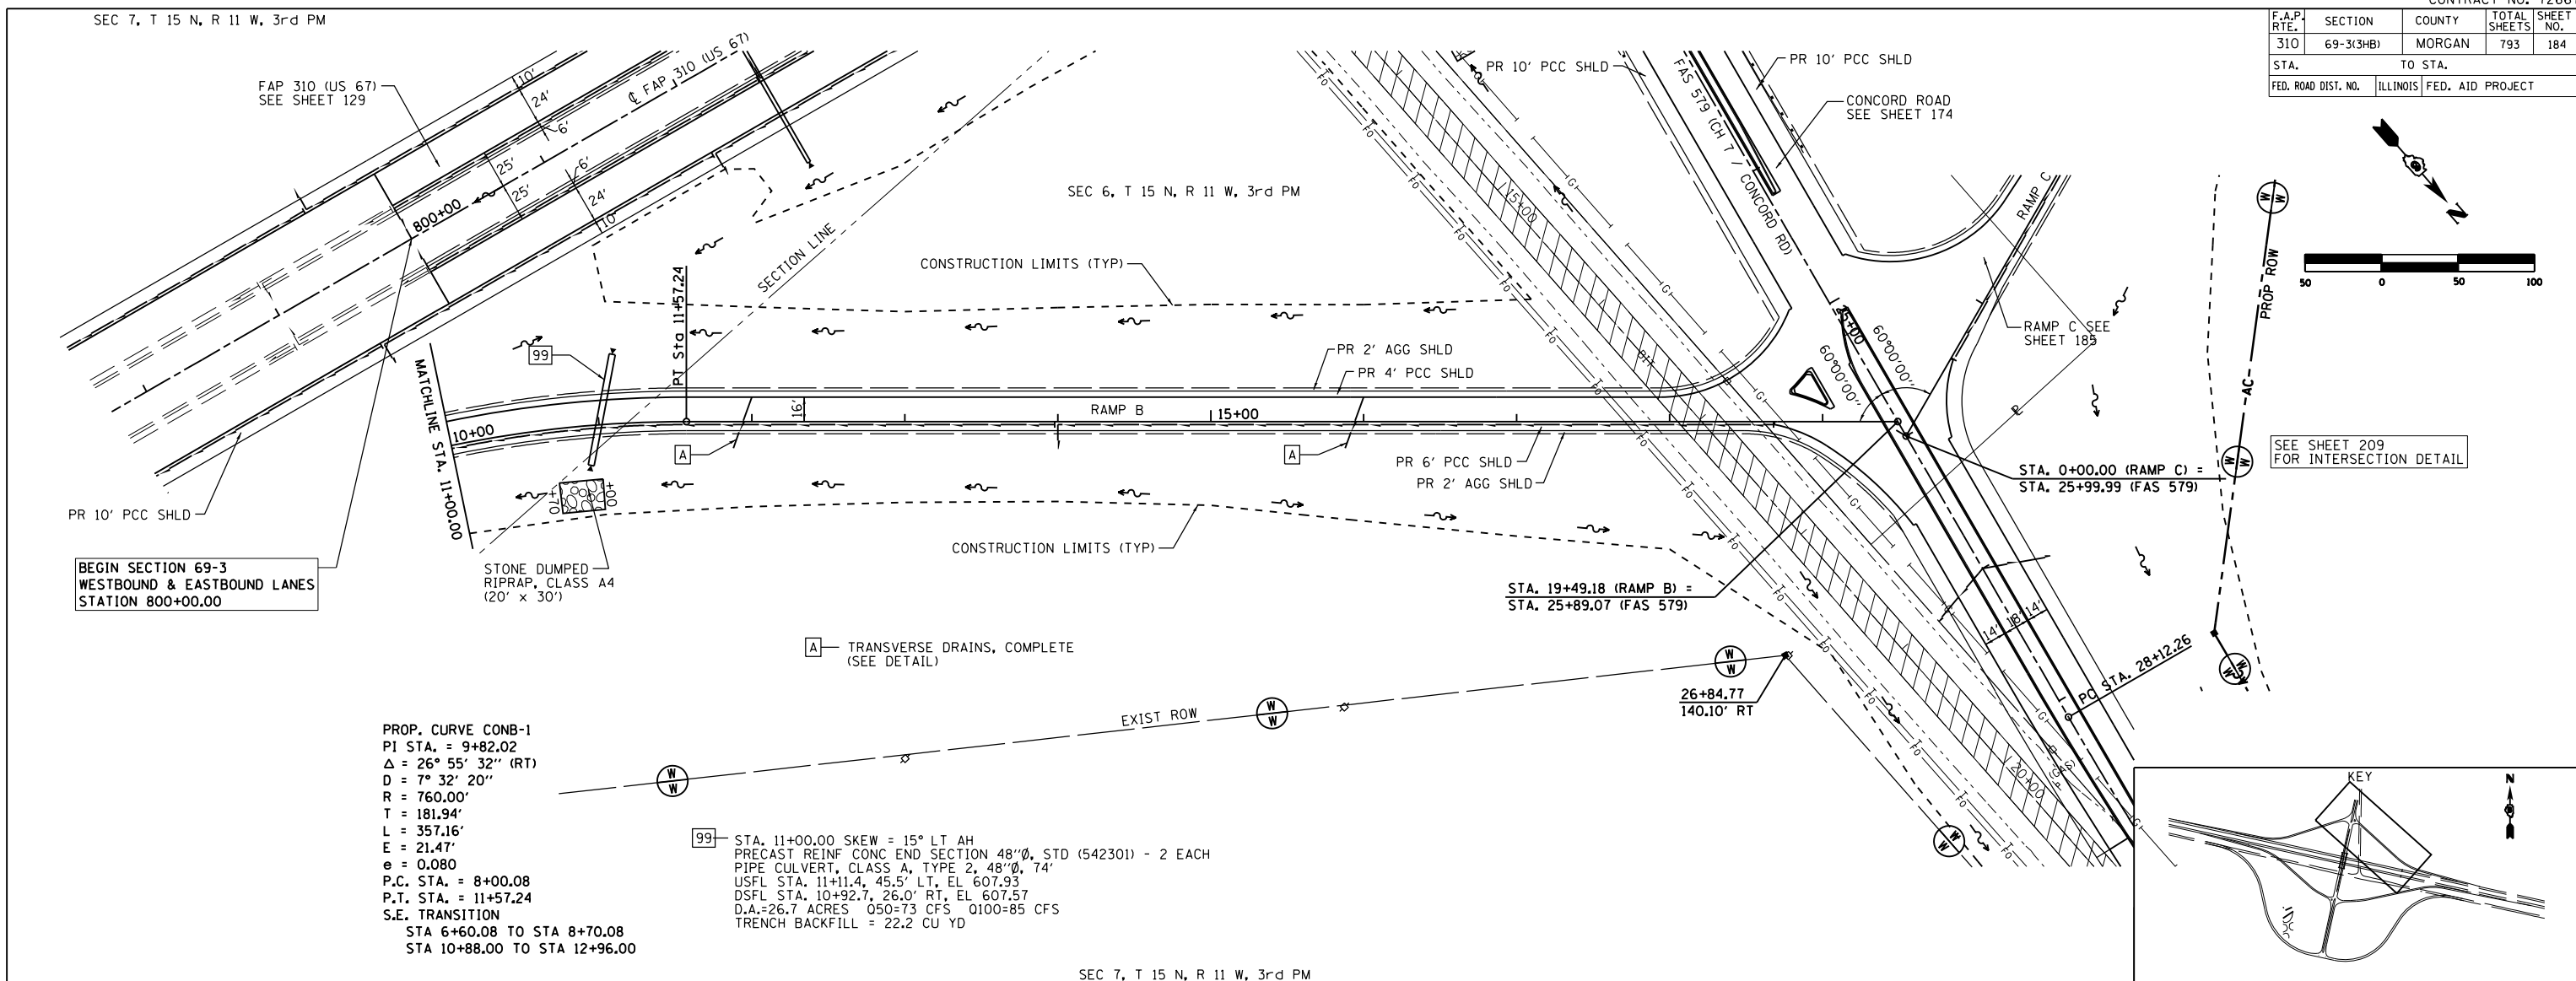 SEC 7, T 15 N, R 11 W, 3rd PM
F.A.P. RTE.
SECTION
COUNTY
TOTAL SHEETS
SHEET NO.
310
69-3(3HB)
MORGAN
793
184
STA.
TO STA.
FED. ROAD DIST. NO.
ILLINOIS
FED. AID PROJECT
FAP 310 (US 67)
SEE SHEET 129
10'
24'
6'
25'
℄ FAP 310 (US 67)
6'
25'
24'
10'
800+00
SEC 6, T 15 N, R 11 W, 3rd PM
SECTION LINE
CONSTRUCTION LIMITS (TYP)
PT Sta 11+57.24
99
MATCHLINE STA. 11+00.00
10+00
16'
A
RAMP B
15+00
A
PR 2' AGG SHLD
PR 4' PCC SHLD
PR 6' PCC SHLD
PR 2' AGG SHLD
PR 10' PCC SHLD
PR 10' PCC SHLD
CONCORD ROAD
SEE SHEET 174
FAS 579 (CH 7 / CONCORD RD)
15+00
BIT
25+00
60°00'00"
60°00'00"
RAMP C
RAMP C SEE
SHEET 185
PROP ROW
AC
N
50
0
50
100
SEE SHEET 209
FOR INTERSECTION DETAIL
STA. 0+00.00 (RAMP C) =
STA. 25+99.99 (FAS 579)
STA. 19+49.18 (RAMP B) =
STA. 25+89.07 (FAS 579)
14'
18'
14'
PC STA. 28+12.26
26+84.77
140.10' RT
20+00
(GAS)
PR 10' PCC SHLD
BEGIN SECTION 69-3
WESTBOUND & EASTBOUND LANES
STATION 800+00.00
+70
+00
STONE DUMPED
RIPRAP, CLASS A4
(20' x 30')
CONSTRUCTION LIMITS (TYP)
A
TRANSVERSE DRAINS, COMPLETE
(SEE DETAIL)
EXIST ROW
PROP. CURVE CONB-1
PI STA. = 9+82.02
Δ = 26° 55' 32'' (RT)
D = 7° 32' 20''
R = 760.00'
T = 181.94'
L = 357.16'
E = 21.47'
e = 0.080
P.C. STA. = 8+00.08
P.T. STA. = 11+57.24
S.E. TRANSITION
STA 6+60.08 TO STA 8+70.08
STA 10+88.00 TO STA 12+96.00
99
STA. 11+00.00 SKEW = 15° LT AH
PRECAST REINF CONC END SECTION 48''Ø, STD (542301) - 2 EACH
PIPE CULVERT, CLASS A, TYPE 2, 48''Ø, 74'
USFL STA. 11+11.4, 45.5' LT, EL 607.93
DSFL STA. 10+92.7, 26.0' RT, EL 607.57
D.A.=26.7 ACRES Q50=73 CFS Q100=85 CFS
TRENCH BACKFILL = 22.2 CU YD
KEY
N
SEC 7, T 15 N, R 11 W, 3rd PM